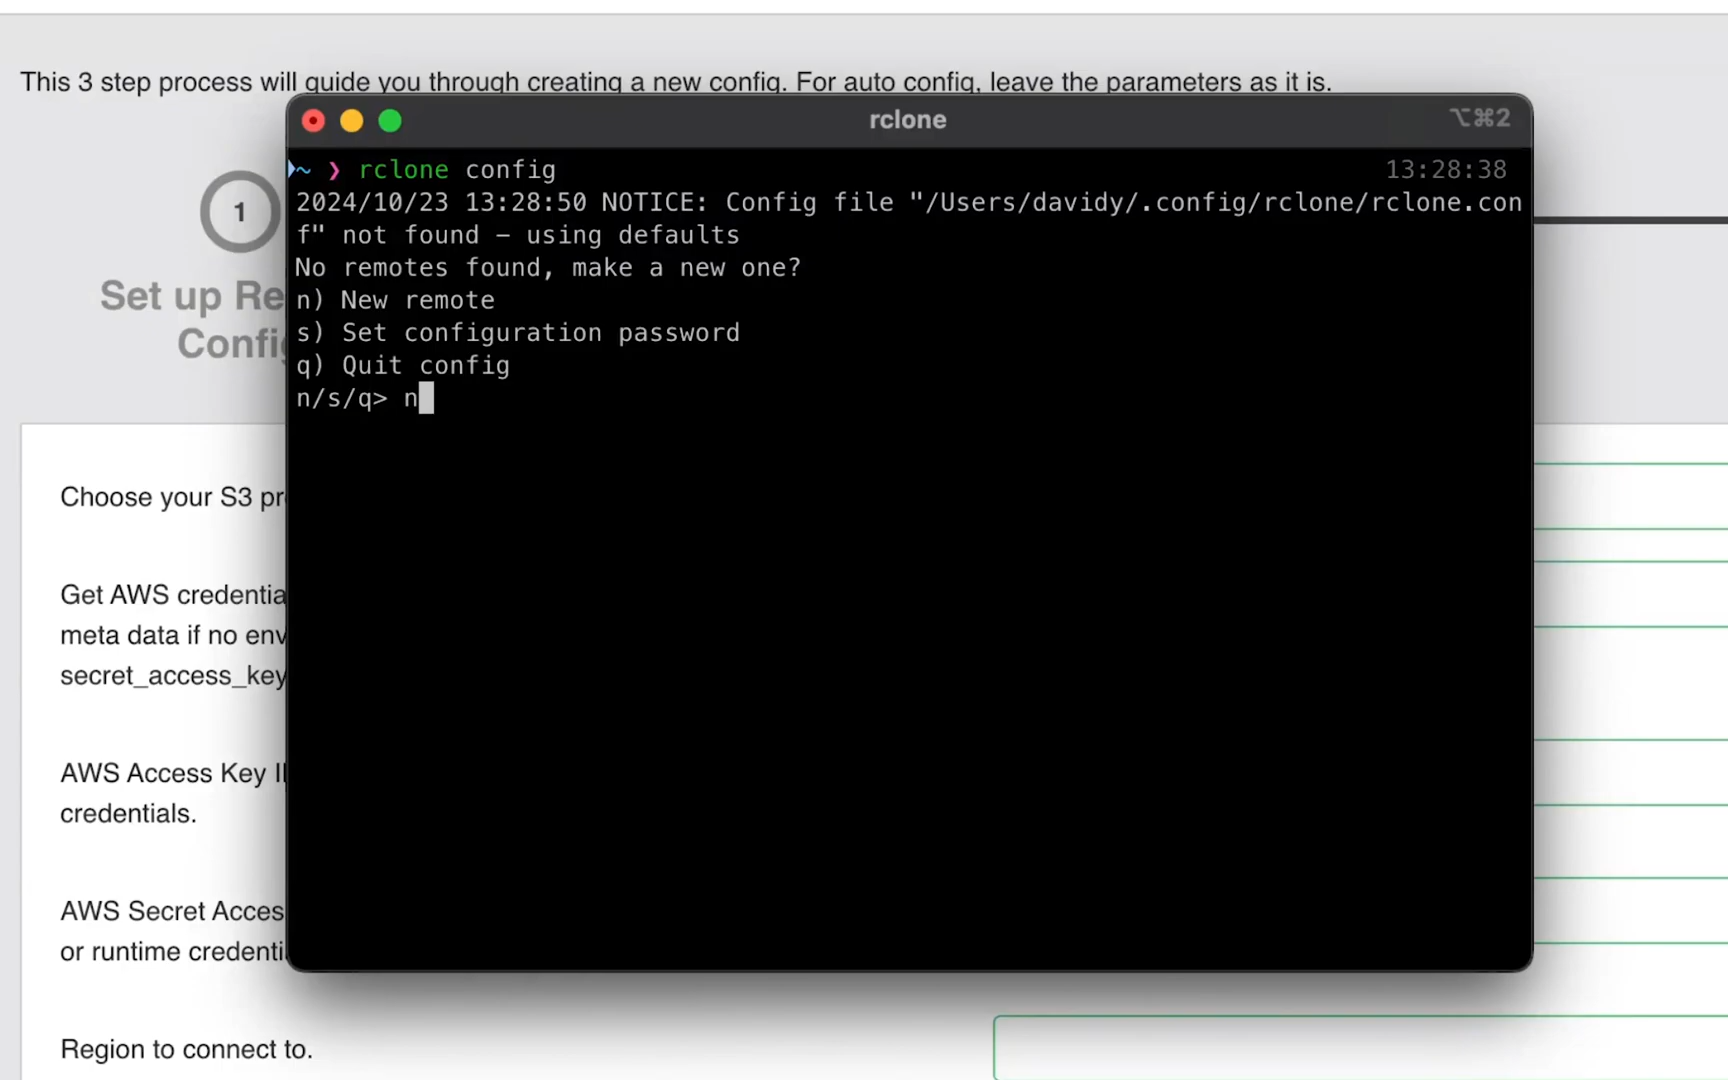 This 3 step process will guide you through creating a new config. For auto config, leave the parameters as it is.
rclone
⌥⌘2
~ ❯ rclone config
13:28:38
2024/10/23 13:28:50 NOTICE: Config file "/Users/davidy/.config/rclone/rclone.con
f" not found – using defaults
No remotes found, make a new one?
n) New remote
s) Set configuration password
q) Quit config
n/s/q> n
1
Set up Re
Config
Choose your S3 pr
Get AWS credentia
meta data if no env
secret_access_key
AWS Access Key I
credentials.
AWS Secret Acces
or runtime credenti
Region to connect to.